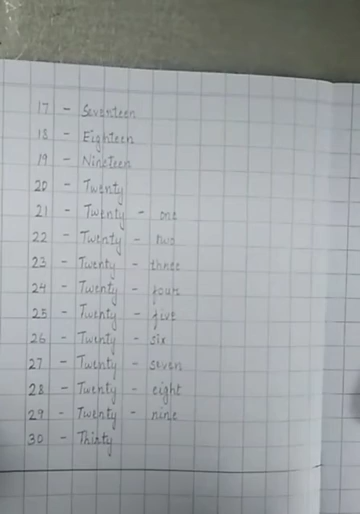 17 - Seventeen
18 - Eighteen
19 - Nineteen
20 - Twenty
21 - Twenty - one
22 - Twenty - two
23 - Twenty - three
24 - Twenty - four
25 - Twenty - five
26 - Twenty - six
27 - Twenty - seven
28 - Twenty - eight
29 - Twenty - nine
30 - Thirty